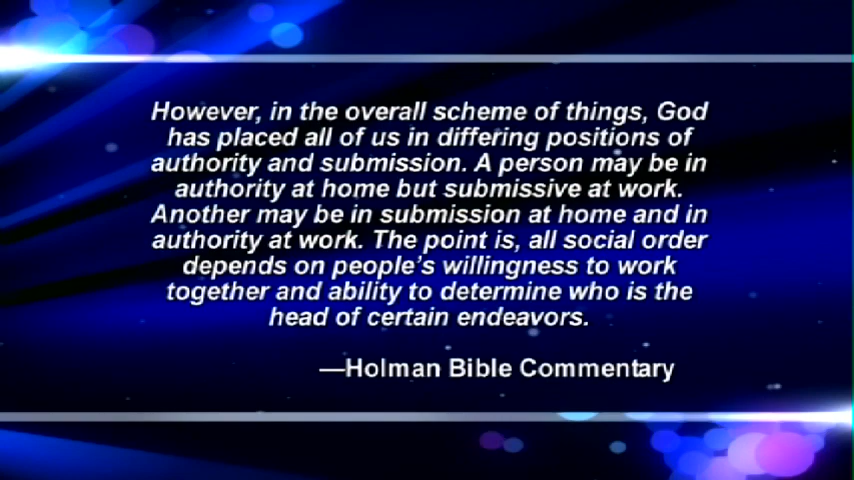 However, in the overall scheme of things, God
has placed all of us in differing positions of
authority and submission. A person may be in
authority at home but submissive at work.
Another may be in submission at home and in
authority at work. The point is, all social order
depends on people's willingness to work
together and ability to determine who is the
head of certain endeavors.
—Holman Bible Commentary